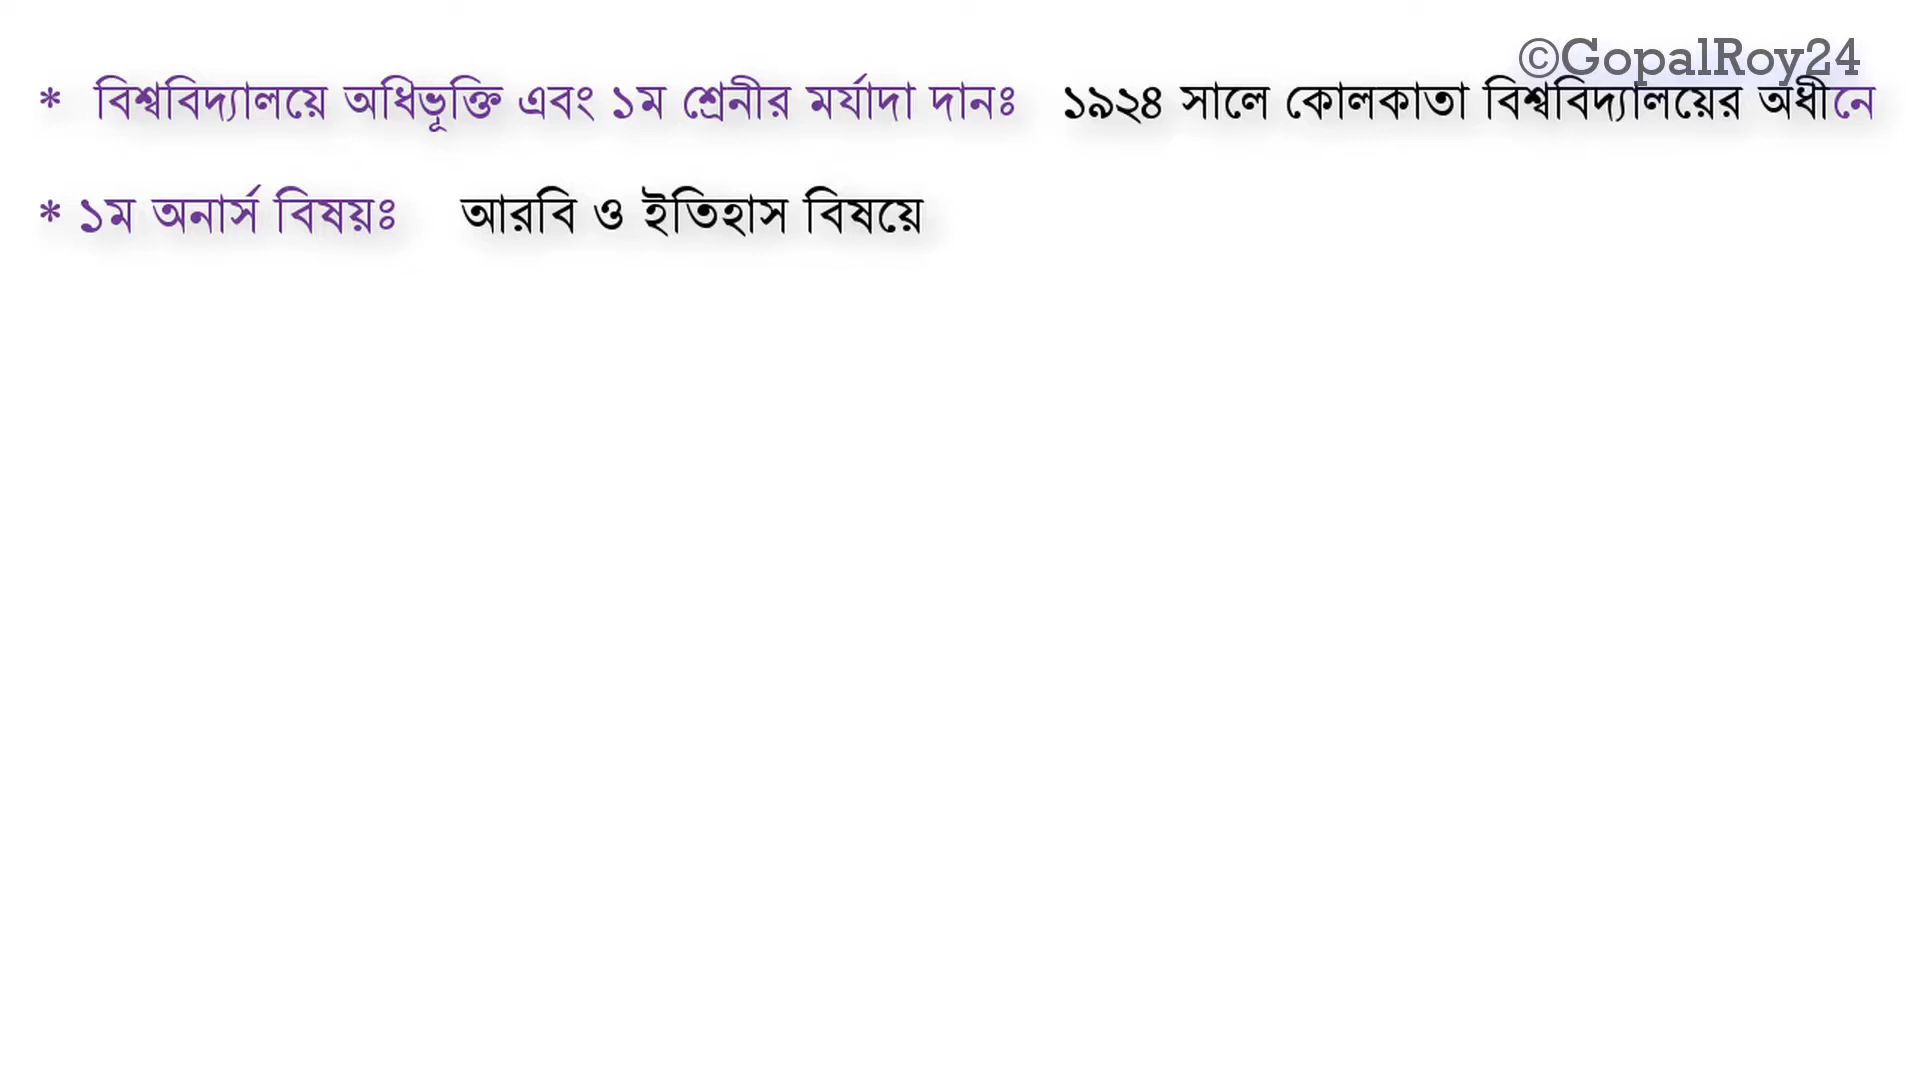 ©GopalRoy24
* বিশ্ববিদ্যালয়ে অধিভূক্তি এবং ১ম শ্রেনীর মর্যাদা দানঃ ১৯২৪ সালে কোলকাতা বিশ্ববিদ্যালয়ের অধীনে
* ১ম অনার্স বিষয়ঃ আরবি ও ইতিহাস বিষয়ে